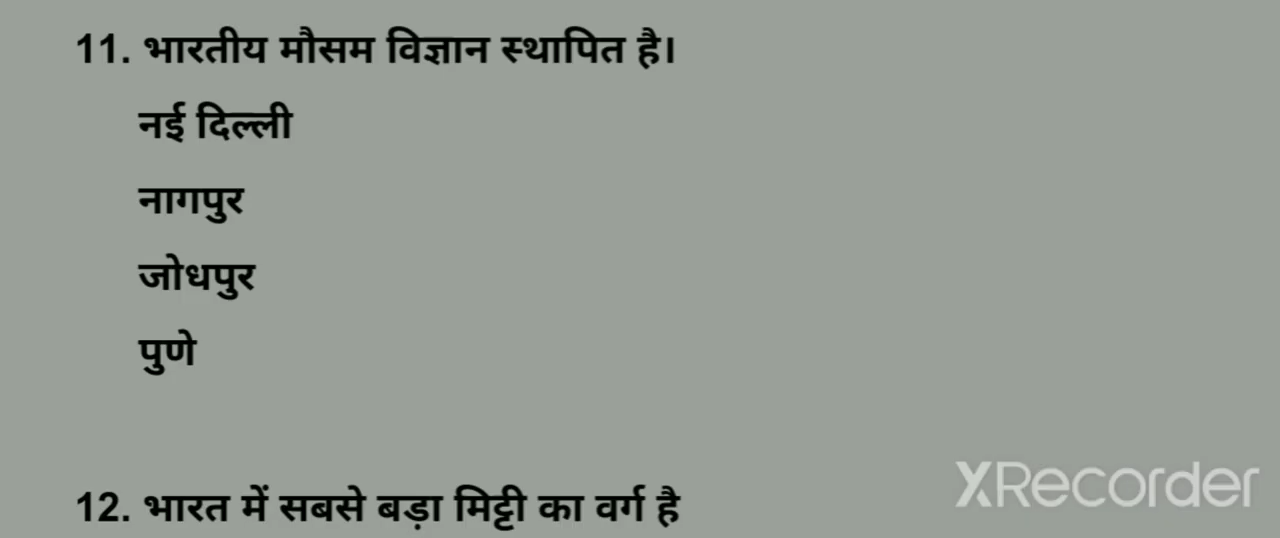 11. भारतीय मौसम विज्ञान स्थापित है।
नई दिल्ली
नागपुर
जोधपुर
पुणे
12. भारत में सबसे बड़ा मिट्टी का वर्ग है
XRecorder